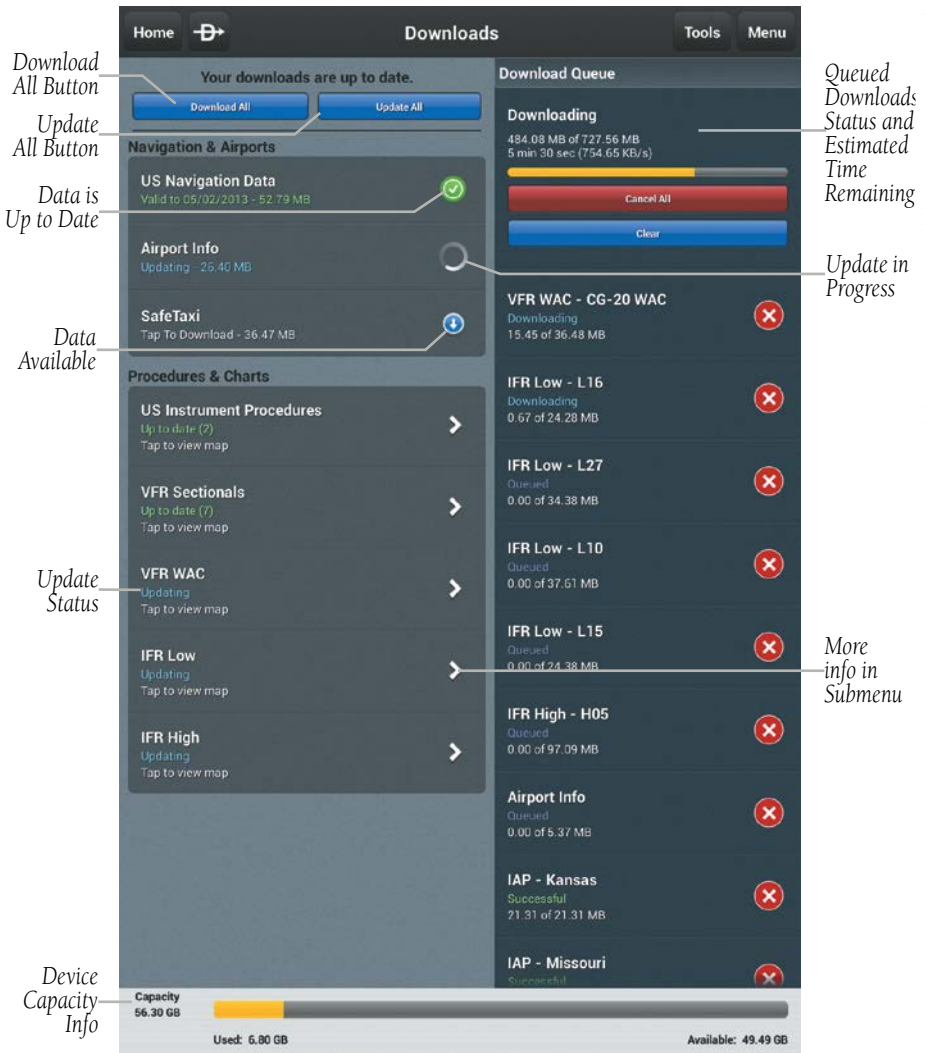 Home
Downloads
Tools
Menu
Download
All Button
Update
All Button
Data is
Up to Date
Data
Available
Update
Status
Device
Capacity
Info
Your downloads are up to date.
Download All
Update All
Navigation & Airports
US Navigation Data
Valid to 05/02/2013 - 52.79 MB
Airport Info
Updating - 26.40 MB
SafeTaxi
Tap To Download - 36.47 MB
Procedures & Charts
US Instrument Procedures
Up to date (2)
Tap to view map
VFR Sectionals
Up to date (7)
Tap to view map
VFR WAC
Updating
Tap to view map
IFR Low
Updating
Tap to view map
IFR High
Updating
Tap to view map
Download Queue
Downloading
484.08 MB of 727.56 MB
5 min 30 sec (754.65 KB/s)
Cancel All
Clear
VFR WAC - CG-20 WAC
Downloading
15.45 of 36.48 MB
IFR Low - L16
Downloading
0.67 of 24.28 MB
IFR Low - L27
Queued
0.00 of 34.38 MB
IFR Low - L10
Queued
0.00 of 37.61 MB
IFR Low - L15
Queued
0.00 of 24.38 MB
IFR High - H05
Queued
0.00 of 97.09 MB
Airport Info
Queued
0.00 of 5.37 MB
IAP - Kansas
Successful
21.31 of 21.31 MB
IAP - Missouri
Successful
Queued
Downloads
Status and
Estimated
Time
Remaining
Update in
Progress
More
info in
Submenu
Capacity
56.30 GB
Used: 6.80 GB
Available: 49.49 GB